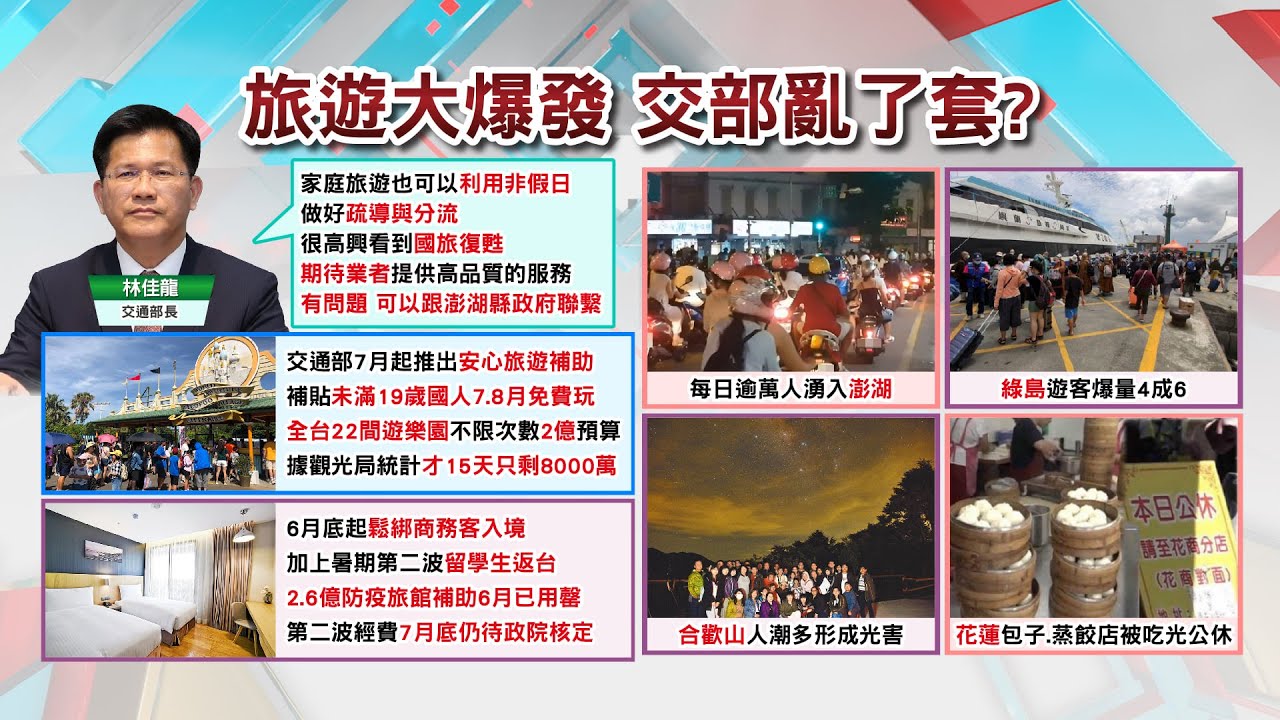 旅遊大爆發 交部亂了套?
林佳龍
交通部長
家庭旅遊也可以利用非假日
做好疏導與分流
很高興看到國旅復甦
期待業者提供高品質的服務
有問題 可以跟澎湖縣政府聯繫
交通部7月起推出安心旅遊補助
補貼未滿19歲國人7.8月免費玩
全台22間遊樂園不限次數2億預算
據觀光局統計才15天只剩8000萬
6月底起鬆綁商務客入境
加上暑期第二波留學生返台
2.6億防疫旅館補助6月已用罄
第二波經費7月底仍待政院核定
每日逾萬人湧入澎湖
綠島遊客爆量4成6
合歡山人潮多形成光害
本日公休
請至花商分店
(花商對面)
花蓮包子.蒸餃店被吃光公休